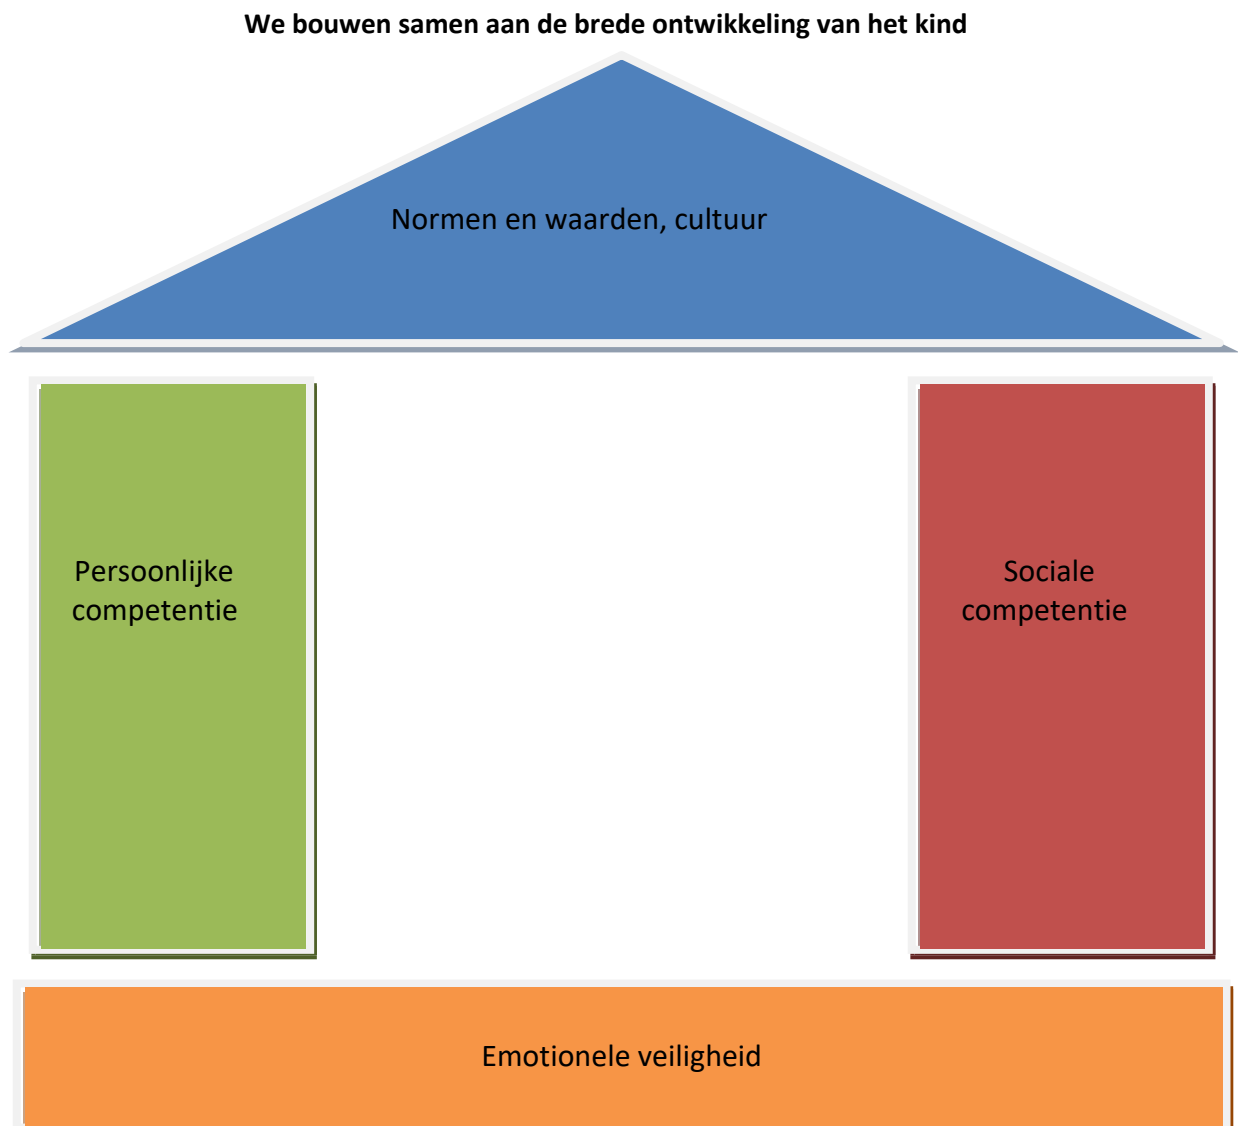 We bouwen samen aan de brede ontwikkeling van het kind
Normen en waarden, cultuur
Persoonlijke
competentie
Sociale
competentie
Emotionele veiligheid